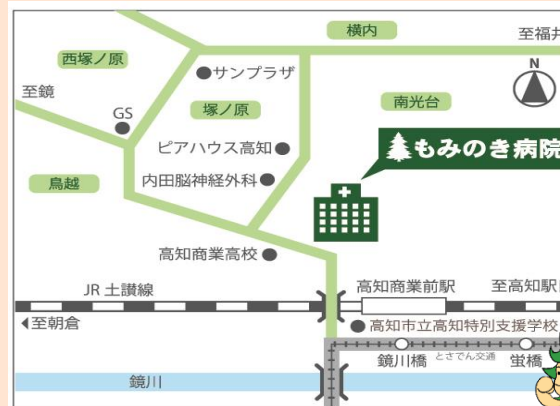 横内
至福井
西塚ノ原
サンプラザ
N
至鏡
塚ノ原
南光台
GS
ピアハウス高知
もみのき病院
鳥越
内田脳神経外科
高知商業高校
JR 土讃線
高知商業前駅
至高知駅
至朝倉
高知市立高知特別支援学校
鏡川橋
とさでん交通
蛍橋
鏡川